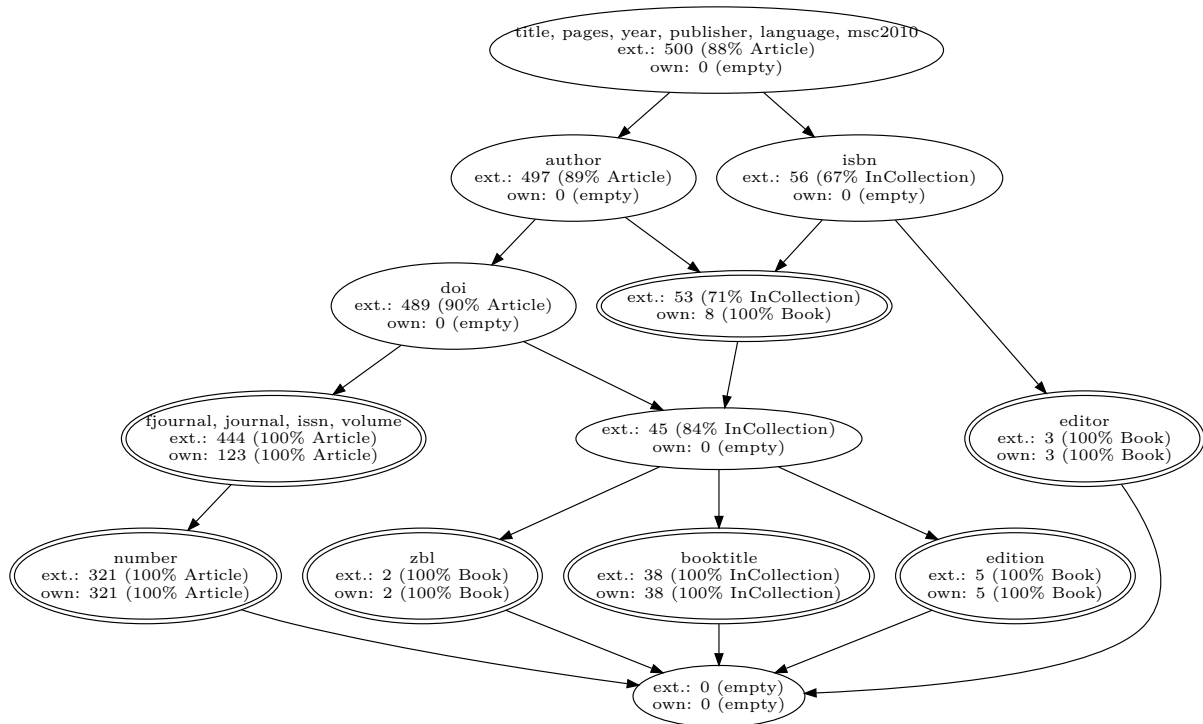 title, pages, year, publisher, language, msc2010
ext.: 500 (88% Article)
own: 0 (empty)
author
ext.: 497 (89% Article)
own: 0 (empty)
isbn
ext.: 56 (67% InCollection)
own: 0 (empty)
doi
ext.: 489 (90% Article)
own: 0 (empty)
ext.: 53 (71% InCollection)
own: 8 (100% Book)
fjournal, journal, issn, volume
ext.: 444 (100% Article)
own: 123 (100% Article)
ext.: 45 (84% InCollection)
own: 0 (empty)
editor
ext.: 3 (100% Book)
own: 3 (100% Book)
number
ext.: 321 (100% Article)
own: 321 (100% Article)
zbl
ext.: 2 (100% Book)
own: 2 (100% Book)
booktitle
ext.: 38 (100% InCollection)
own: 38 (100% InCollection)
edition
ext.: 5 (100% Book)
own: 5 (100% Book)
ext.: 0 (empty)
own: 0 (empty)